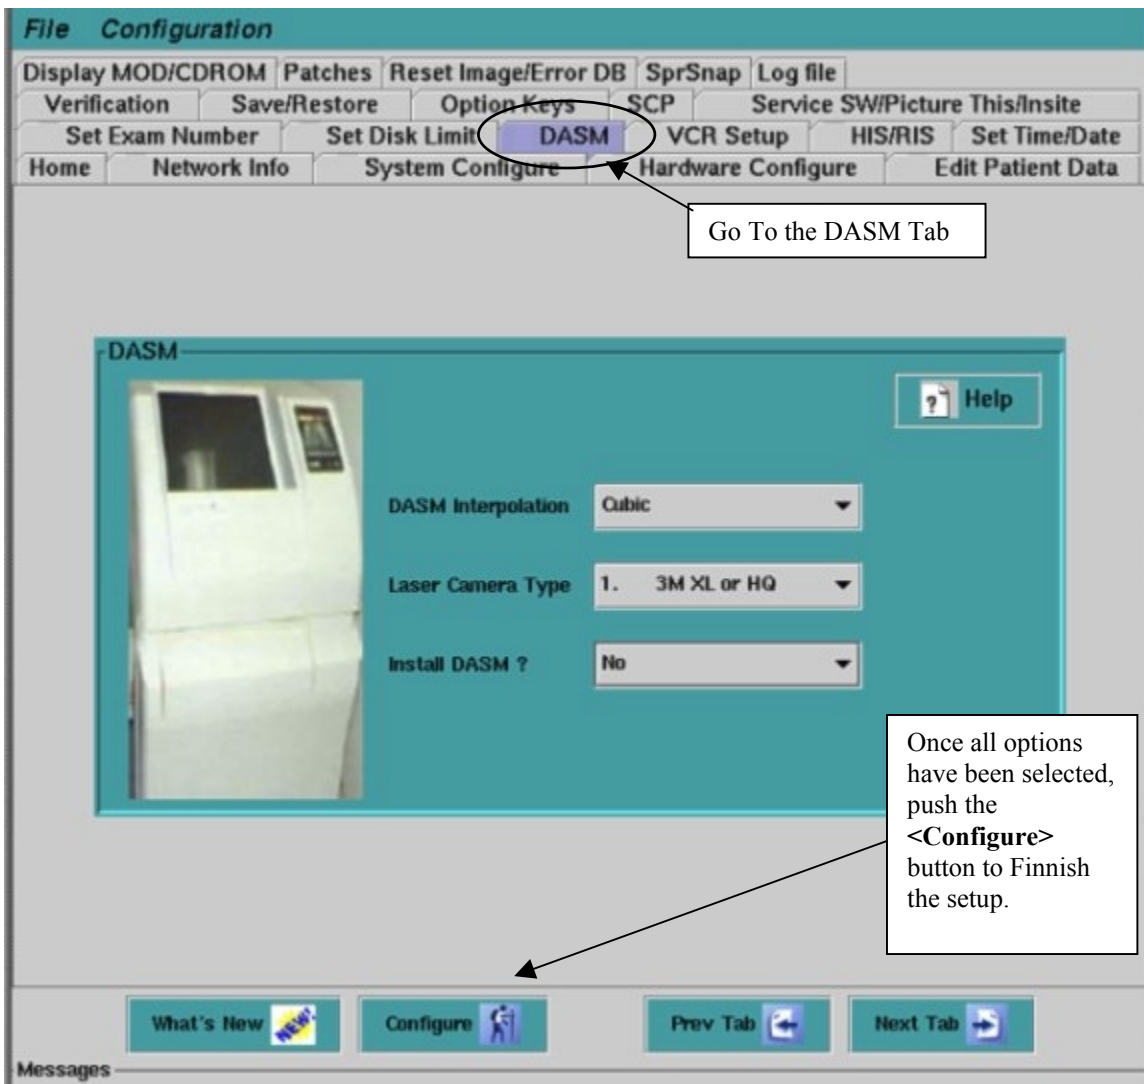 File Configuration
Display MOD/CDROM Patches Reset Image/Error DB SprSnap Log file
Verification Save/Restore Option Keys SCP Service SW/Picture This/Insite
Set Exam Number Set Disk Limit DASM VCR Setup HIS/RIS Set Time/Date
Home Network Info System Configure Hardware Configure Edit Patient Data
Go To the DASM Tab
DASM
? Help
DASM Interpolation Cubic
Laser Camera Type 1. 3M XL or HQ
Install DASM ? No
Once all options
have been selected,
push the
<Configure>
button to Finnish
the setup.
What's New NEW! Configure Prev Tab Next Tab
Messages